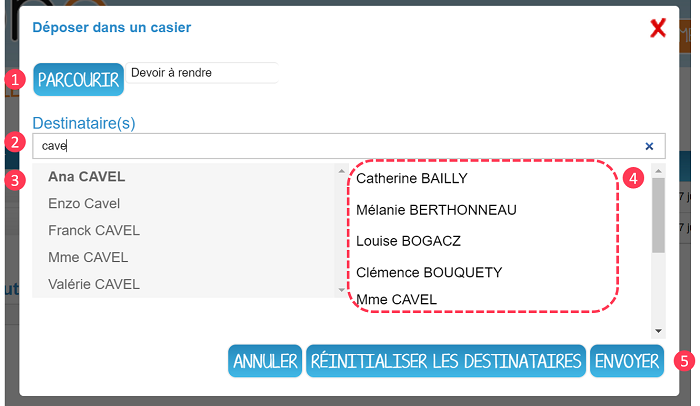 Déposer dans un casier
1
PARCOURIR
Devoir à rendre
Destinataire(s)
2
cave
3
Ana CAVEL
Enzo Cavel
Franck CAVEL
Mme CAVEL
Valérie CAVEL
4
Catherine BAILLY
Mélanie BERTHONNEAU
Louise BOGACZ
Clémence BOUQUETY
Mme CAVEL
ANNULER
RÉINITIALISER LES DESTINATAIRES
ENVOYER
5